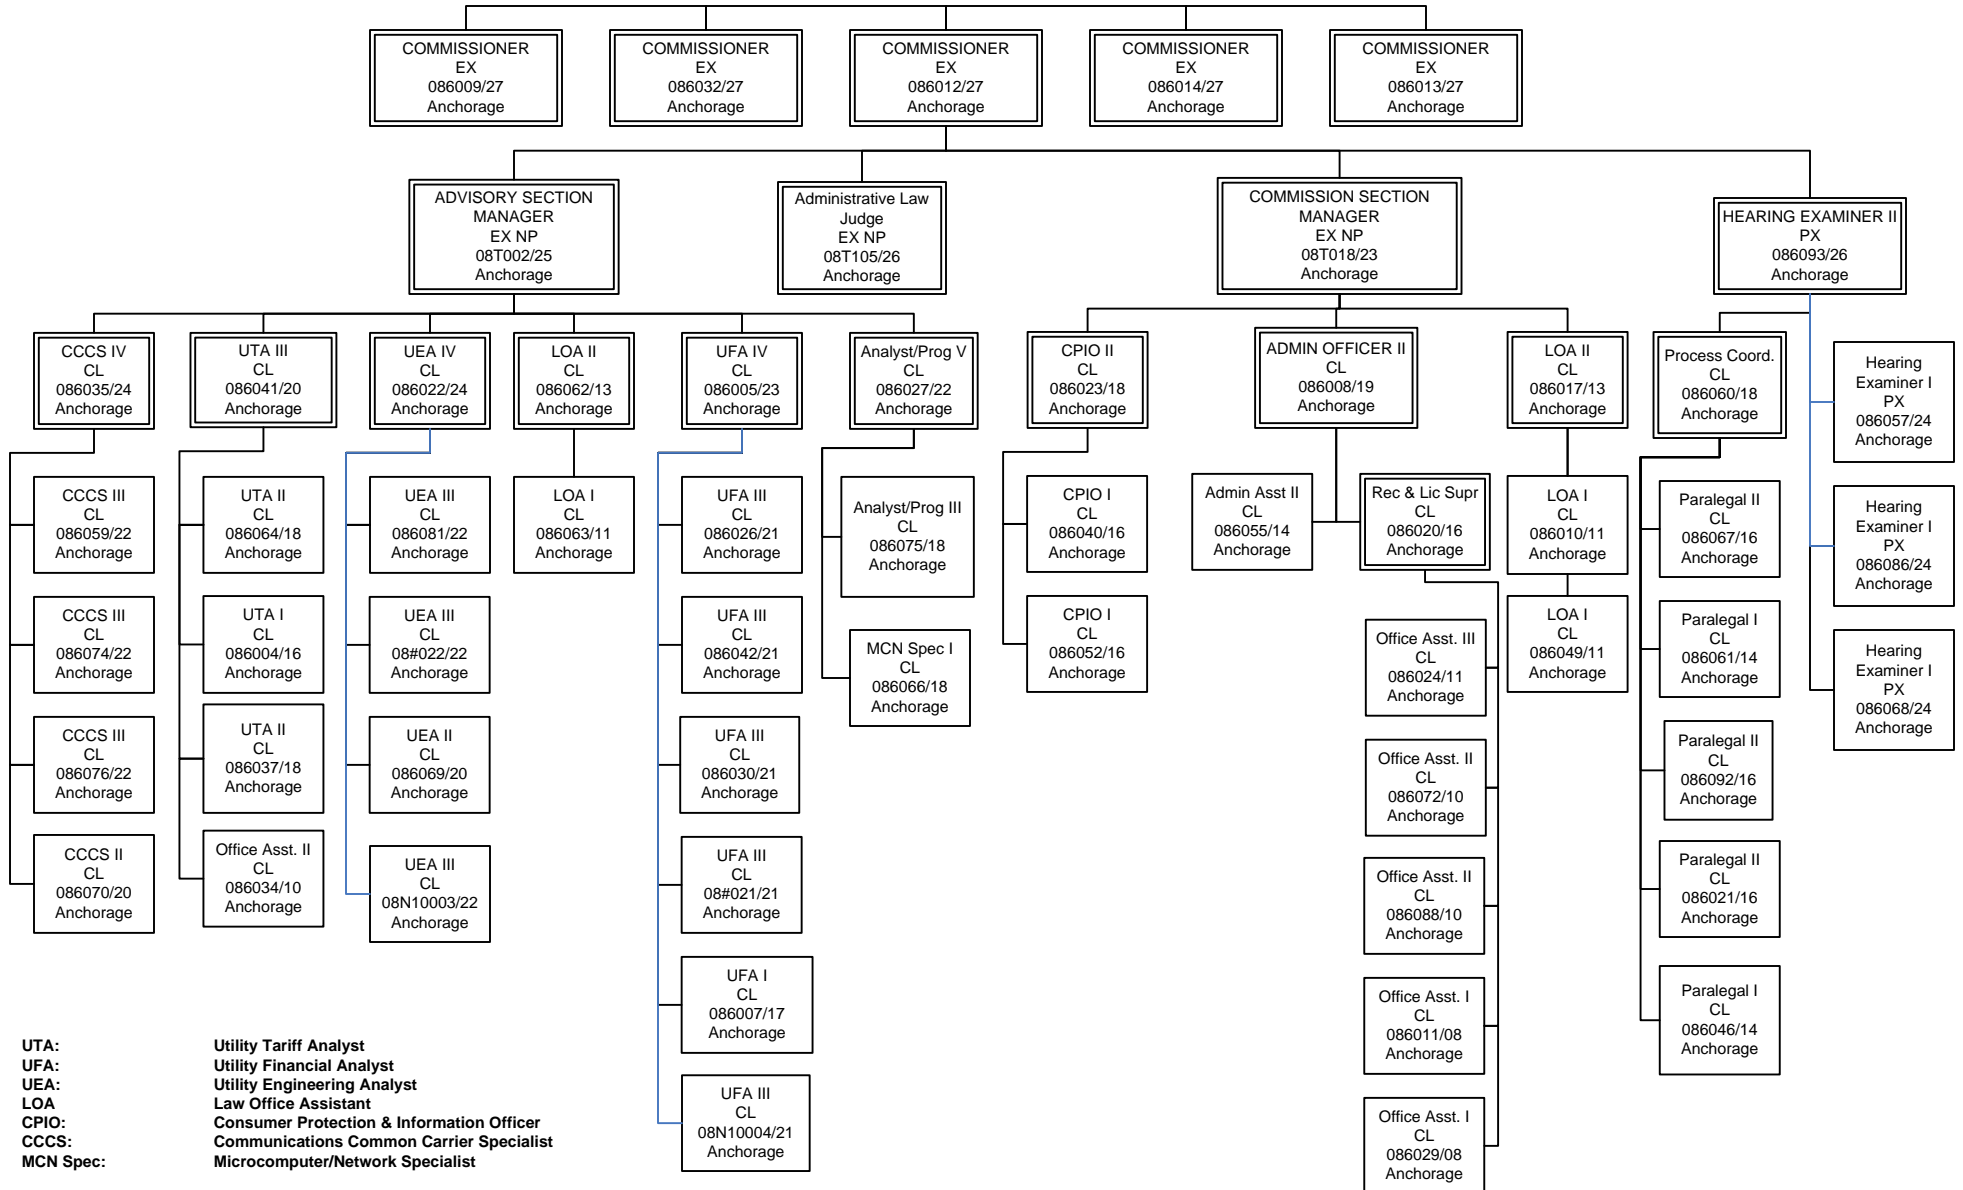 COMMISSIONER
EX
086009/27
Anchorage
COMMISSIONER
EX
086032/27
Anchorage
COMMISSIONER
EX
086012/27
Anchorage
COMMISSIONER
EX
086014/27
Anchorage
COMMISSIONER
EX
086013/27
Anchorage
ADVISORY SECTION
MANAGER
EX NP
08T002/25
Anchorage
Administrative Law
Judge
EX NP
08T105/26
Anchorage
COMMISSION SECTION
MANAGER
EX NP
08T018/23
Anchorage
HEARING EXAMINER II
PX
086093/26
Anchorage
CCCS IV
CL
086035/24
Anchorage
UTA III
CL
086041/20
Anchorage
UEA IV
CL
086022/24
Anchorage
LOA II
CL
086062/13
Anchorage
UFA IV
CL
086005/23
Anchorage
Analyst/Prog V
CL
086027/22
Anchorage
CPIO II
CL
086023/18
Anchorage
ADMIN OFFICER II
CL
086008/19
Anchorage
LOA II
CL
086017/13
Anchorage
Process Coord.
CL
086060/18
Anchorage
Hearing
Examiner I
PX
086057/24
Anchorage
CCCS III
CL
086059/22
Anchorage
UTA II
CL
086064/18
Anchorage
UEA III
CL
086081/22
Anchorage
LOA I
CL
086063/11
Anchorage
UFA III
CL
086026/21
Anchorage
Analyst/Prog III
CL
086075/18
Anchorage
CPIO I
CL
086040/16
Anchorage
Admin Asst II
CL
086055/14
Anchorage
Rec & Lic Supr
CL
086020/16
Anchorage
LOA I
CL
086010/11
Anchorage
Paralegal II
CL
086067/16
Anchorage
Hearing
Examiner I
PX
086086/24
Anchorage
CCCS III
CL
086074/22
Anchorage
UTA I
CL
086004/16
Anchorage
UEA III
CL
08#022/22
Anchorage
UFA III
CL
086042/21
Anchorage
MCN Spec I
CL
086066/18
Anchorage
CPIO I
CL
086052/16
Anchorage
Office Asst. III
CL
086024/11
Anchorage
LOA I
CL
086049/11
Anchorage
Paralegal I
CL
086061/14
Anchorage
Hearing
Examiner I
PX
086068/24
Anchorage
CCCS III
CL
086076/22
Anchorage
UTA II
CL
086037/18
Anchorage
UEA II
CL
086069/20
Anchorage
UFA III
CL
086030/21
Anchorage
Office Asst. II
CL
086072/10
Anchorage
Paralegal II
CL
086092/16
Anchorage
CCCS II
CL
086070/20
Anchorage
Office Asst. II
CL
086034/10
Anchorage
UEA III
CL
08N10003/22
Anchorage
UFA III
CL
08#021/21
Anchorage
Office Asst. II
CL
086088/10
Anchorage
Paralegal II
CL
086021/16
Anchorage
UFA I
CL
086007/17
Anchorage
Office Asst. I
CL
086011/08
Anchorage
Paralegal I
CL
086046/14
Anchorage
UFA III
CL
08N10004/21
Anchorage
Office Asst. I
CL
086029/08
Anchorage
UTA: Utility Tariff Analyst
UFA: Utility Financial Analyst
UEA: Utility Engineering Analyst
LOA Law Office Assistant
CPIO: Consumer Protection & Information Officer
CCCS: Communications Common Carrier Specialist
MCN Spec: Microcomputer/Network Specialist